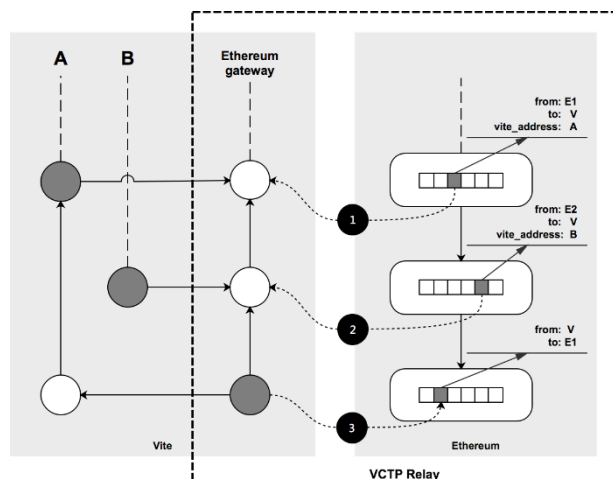 A
B
Ethereum
gateway
from: E1
to: V
vite_address: A
1
from: E2
to: V
vite_address: B
2
from: V
to: E1
3
Vite
Ethereum
VCTP Relay